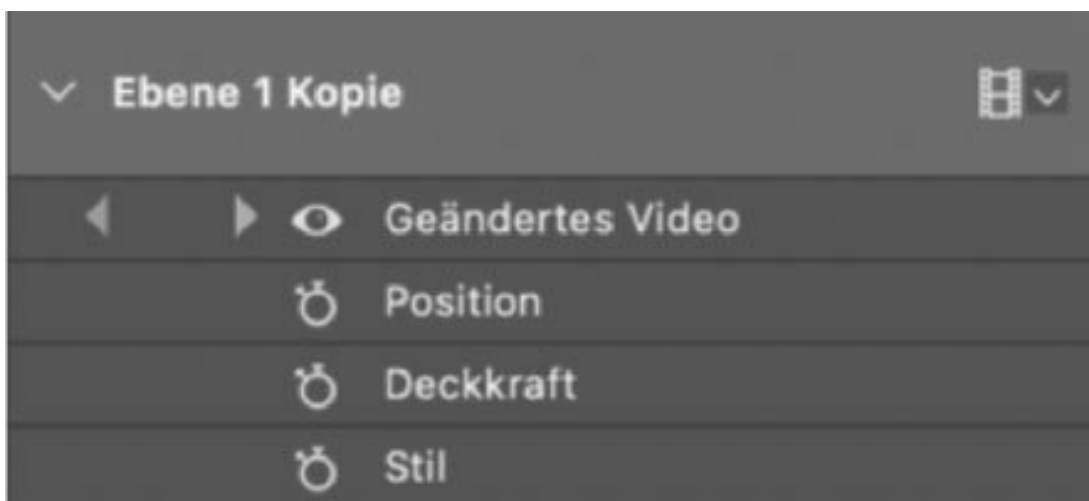 Ebene 1 Kopie
Geändertes Video
Position
Deckkraft
Stil